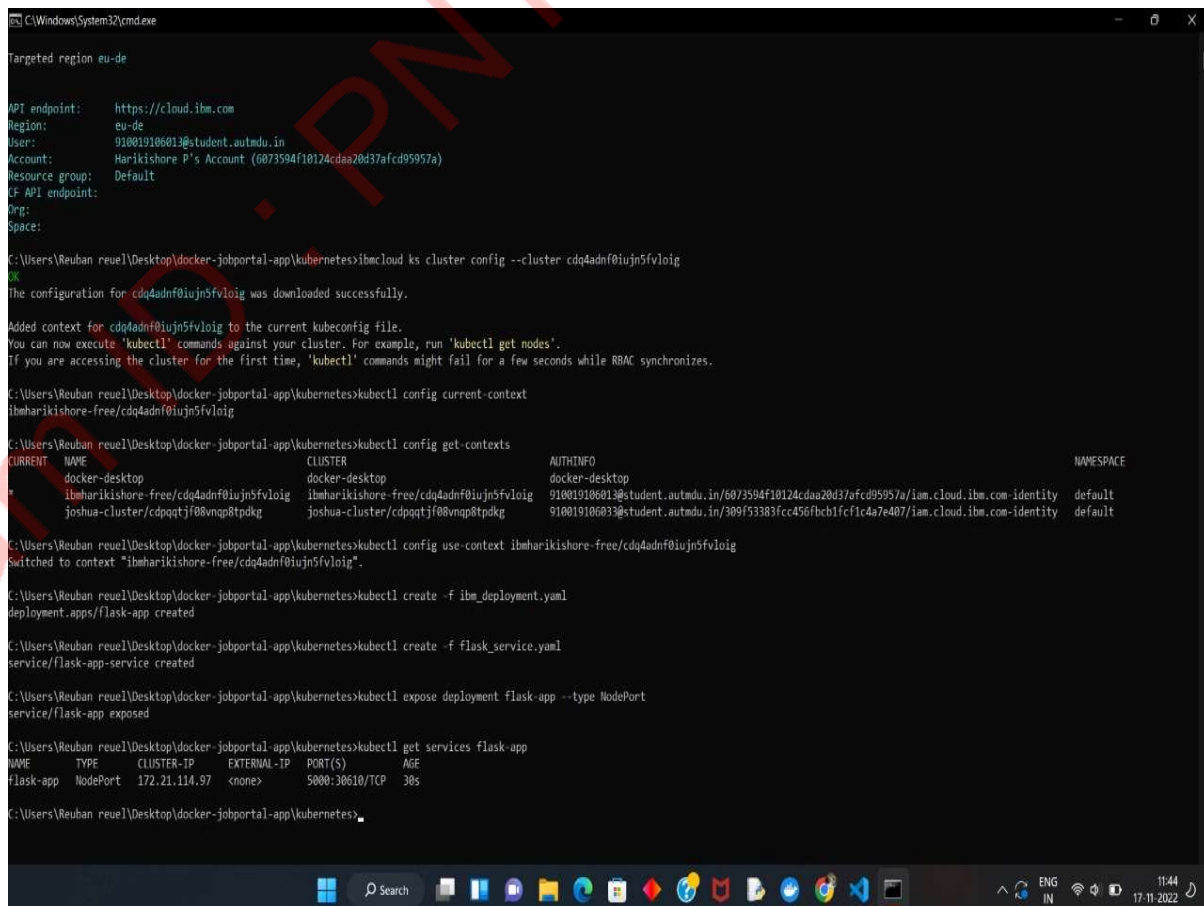 C:\Windows\System32\cmd.exe
Targeted region eu-de
API endpoint: https://cloud.ibm.com
Region: eu-de
User: 910019106013@student.autmdu.in
Account: Harikishore P's Account (6073594f10124cdaa20d37afcd95957a)
Resource group: Default
CF API endpoint:
Org:
Space:
C:\Users\Reuban reuel\Desktop\docker-jobportal-app\kubernetes>ibmcloud ks cluster config --cluster cdq4adnf0iujn5fvloig
OK
The configuration for cdq4adnf0iujn5fvloig was downloaded successfully.
Added context for cdq4adnf0iujn5fvloig to the current kubeconfig file.
You can now execute 'kubectl' commands against your cluster. For example, run 'kubectl get nodes'.
If you are accessing the cluster for the first time, 'kubectl' commands might fail for a few seconds while RBAC synchronizes.
C:\Users\Reuban reuel\Desktop\docker-jobportal-app\kubernetes>kubectl config current-context
ibmharikishore-free/cdq4adnf0iujn5fvloig
C:\Users\Reuban reuel\Desktop\docker-jobportal-app\kubernetes>kubectl config get-contexts
CURRENT NAME CLUSTER AUTHINFO NAMESPACE
docker-desktop docker-desktop docker-desktop
* ibmharikishore-free/cdq4adnf0iujn5fvloig ibmharikishore-free/cdq4adnf0iujn5fvloig 910019106013@student.autmdu.in/6073594f10124cdaa20d37afcd95957a/iam.cloud.ibm.com-identity default
joshua-cluster/cdpqqtjf08vnqp8tpdkg joshua-cluster/cdpqqtjf08vnqp8tpdkg 910019106033@student.autmdu.in/309f53383fcc456fbcb1fcf1c4a7e407/iam.cloud.ibm.com-identity default
C:\Users\Reuban reuel\Desktop\docker-jobportal-app\kubernetes>kubectl config use-context ibmharikishore-free/cdq4adnf0iujn5fvloig
Switched to context "ibmharikishore-free/cdq4adnf0iujn5fvloig".
C:\Users\Reuban reuel\Desktop\docker-jobportal-app\kubernetes>kubectl create -f ibm_deployment.yaml
deployment.apps/flask-app created
C:\Users\Reuban reuel\Desktop\docker-jobportal-app\kubernetes>kubectl create -f flask_service.yaml
service/flask-app-service created
C:\Users\Reuban reuel\Desktop\docker-jobportal-app\kubernetes>kubectl expose deployment flask-app --type NodePort
service/flask-app exposed
C:\Users\Reuban reuel\Desktop\docker-jobportal-app\kubernetes>kubectl get services flask-app
NAME TYPE CLUSTER-IP EXTERNAL-IP PORT(S) AGE
flask-app NodePort 172.21.114.97 <none> 5000:30610/TCP 30s
C:\Users\Reuban reuel\Desktop\docker-jobportal-app\kubernetes>
m ID : PNT
Search
ENG
IN
11:44
17-11-2022